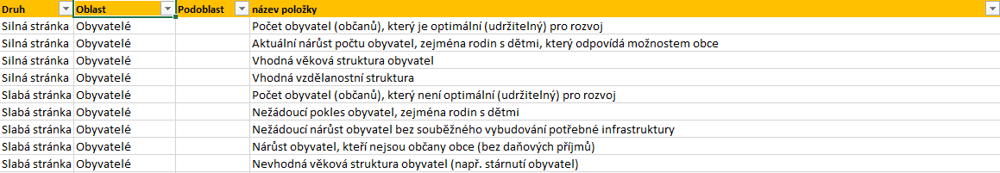 Druh Oblast Podoblast název položky
Silná stránka Obyvatelé Počet obyvatel (občanů), který je optimální (udržitelný) pro rozvoj
Silná stránka Obyvatelé Aktuální nárůst počtu obyvatel, zejména rodin s dětmi, který odpovídá možnostem obce
Silná stránka Obyvatelé Vhodná věková struktura obyvatel
Silná stránka Obyvatelé Vhodná vzdělanostní struktura
Slabá stránka Obyvatelé Počet obyvatel (občanů), který není optimální (udržitelný) pro rozvoj
Slabá stránka Obyvatelé Nežádoucí pokles obyvatel, zejména rodin s dětmi
Slabá stránka Obyvatelé Nežádoucí nárůst obyvatel bez souběžného vybudování potřebné infrastruktury
Slabá stránka Obyvatelé Nárůst obyvatel, kteří nejsou občany obce (bez daňových příjmů)
Slabá stránka Obyvatelé Nevhodná věková struktura obyvatel (např. stárnutí obyvatel)